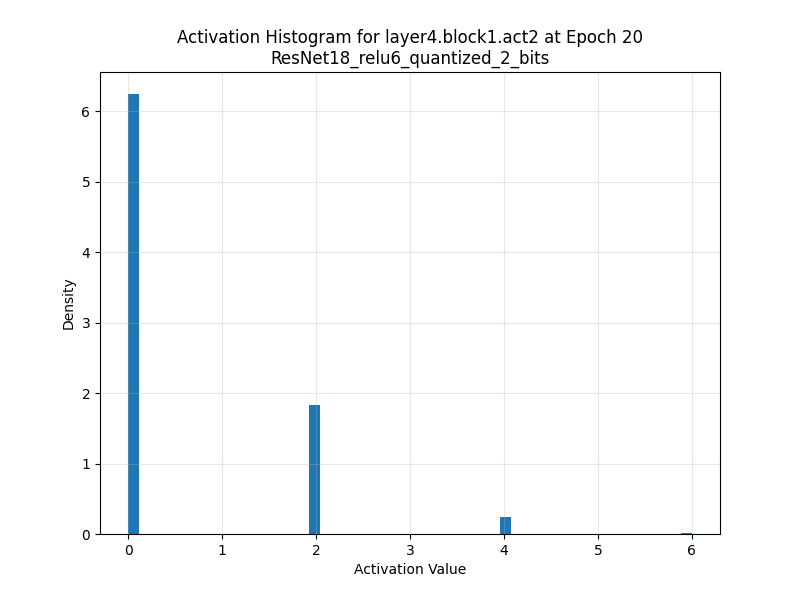 Activation Histogram for layer4.block1.act2 at Epoch 20
ResNet18_relu6_quantized_2_bits
6
5
4
3
2
1
0
Density
0 1 2 3 4 5 6
Activation Value